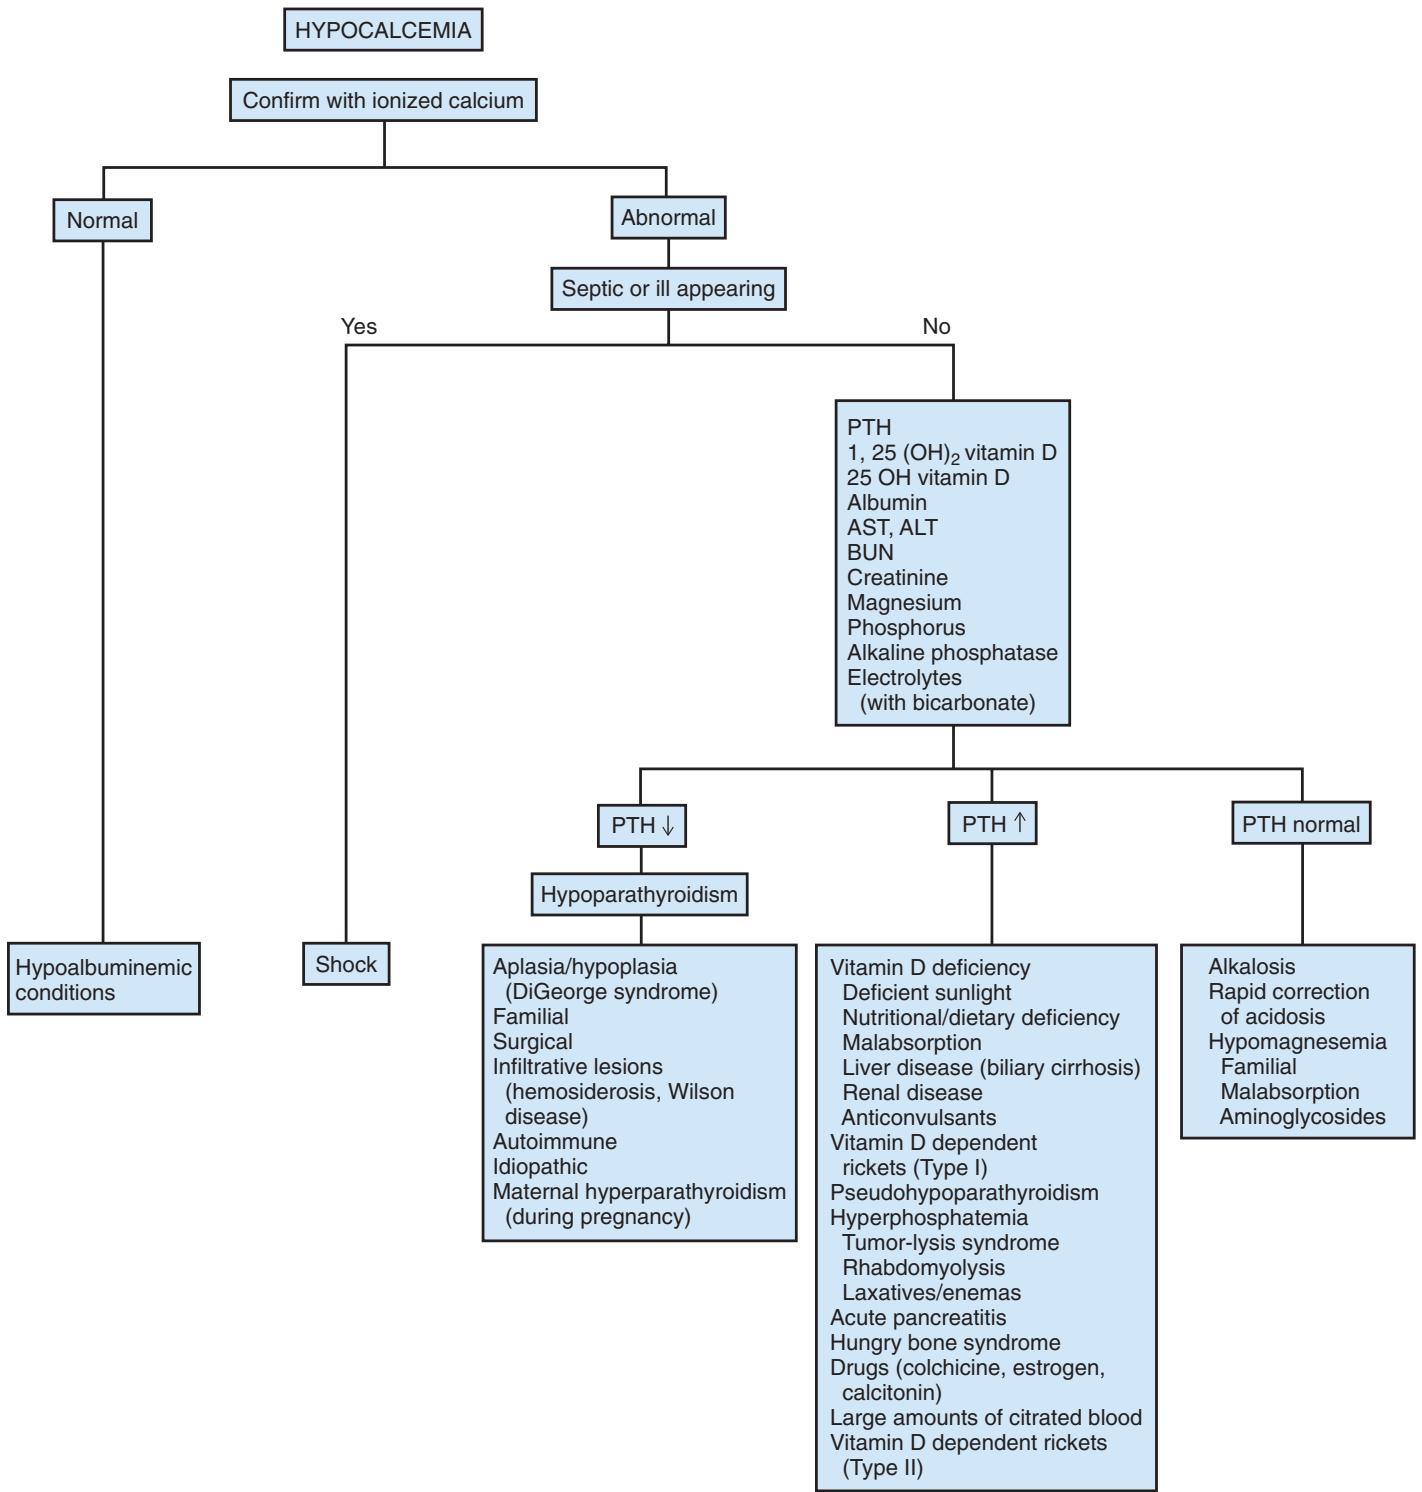 HYPOCALCEMIA
Confirm with ionized calcium
Normal
Abnormal
Septic or ill appearing
Yes
No
PTH
1, 25 (OH)₂ vitamin D
25 OH vitamin D
Albumin
AST, ALT
BUN
Creatinine
Magnesium
Phosphorus
Alkaline phosphatase
Electrolytes
(with bicarbonate)
PTH ↓
PTH ↑
PTH normal
Hypoparathyroidism
Hypoalbuminemic
conditions
Shock
Aplasia/hypoplasia
(DiGeorge syndrome)
Familial
Surgical
Infiltrative lesions
(hemosiderosis, Wilson
disease)
Autoimmune
Idiopathic
Maternal hyperparathyroidism
(during pregnancy)
Vitamin D deficiency
Deficient sunlight
Nutritional/dietary deficiency
Malabsorption
Liver disease (biliary cirrhosis)
Renal disease
Anticonvulsants
Vitamin D dependent
rickets (Type I)
Pseudohypoparathyroidism
Hyperphosphatemia
Tumor-lysis syndrome
Rhabdomyolysis
Laxatives/enemas
Acute pancreatitis
Hungry bone syndrome
Drugs (colchicine, estrogen,
calcitonin)
Large amounts of citrated blood
Vitamin D dependent rickets
(Type II)
Alkalosis
Rapid correction
of acidosis
Hypomagnesemia
Familial
Malabsorption
Aminoglycosides